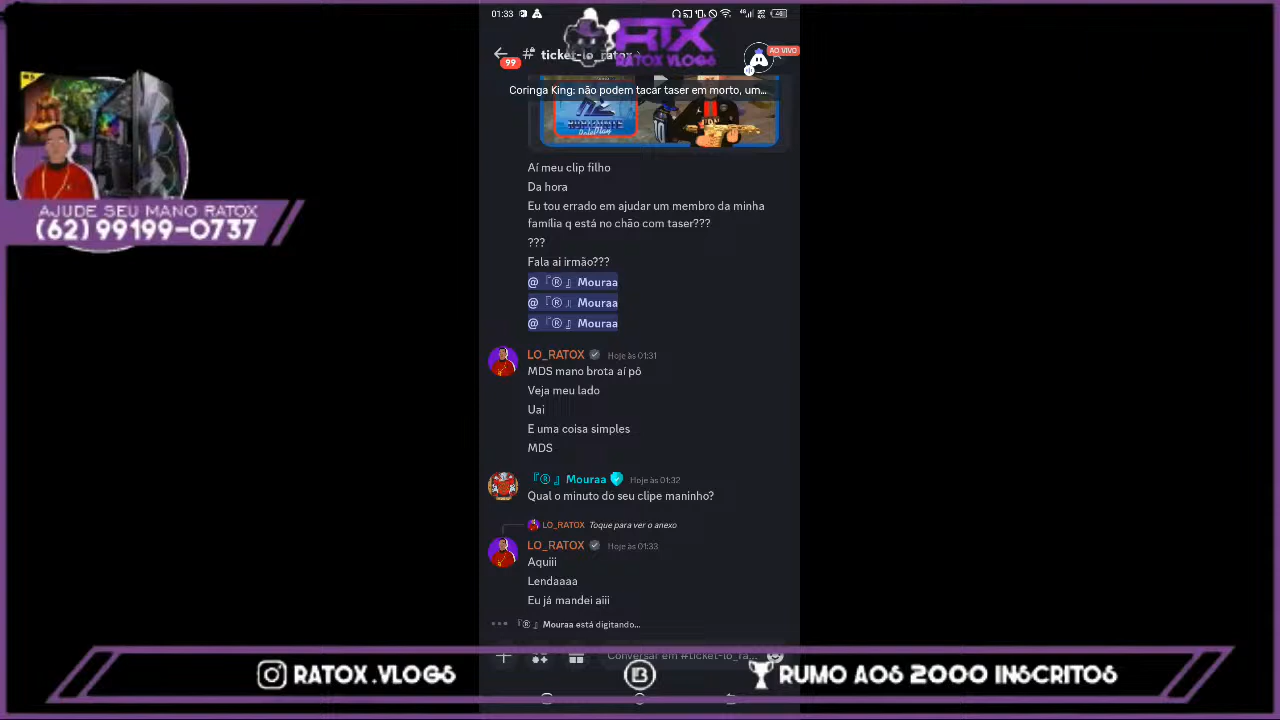 01:33
RTX
RATOX VLOGS
# ticket-lo_ratox
99
AO VIVO
Coringa King: não podem tacar taser em morto, um...
Aí meu clip filho
Da hora
Eu tou errado em ajudar um membro da minha
família q está no chão com taser???
???
Fala ai irmão???
@『®』Mouraa
@『®』Mouraa
@『®』Mouraa
LO_RATOX Hoje às 01:31
MDS mano brota aí pô
Veja meu lado
Uai
E uma coisa simples
MDS
『®』Mouraa Hoje às 01:32
Qual o minuto do seu clipe maninho?
LO_RATOX Toque para ver o anexo
LO_RATOX Hoje às 01:33
Aquiii
Lendaaaa
Eu já mandei aiii
『®』Mouraa está digitando...
Conversar em #ticket-lo_ra...
AJUDE SEU MANO RATOX
(62) 99199-0737
RATOX.VLOGS
B
RUMO AOS 2000 INSCRITOS